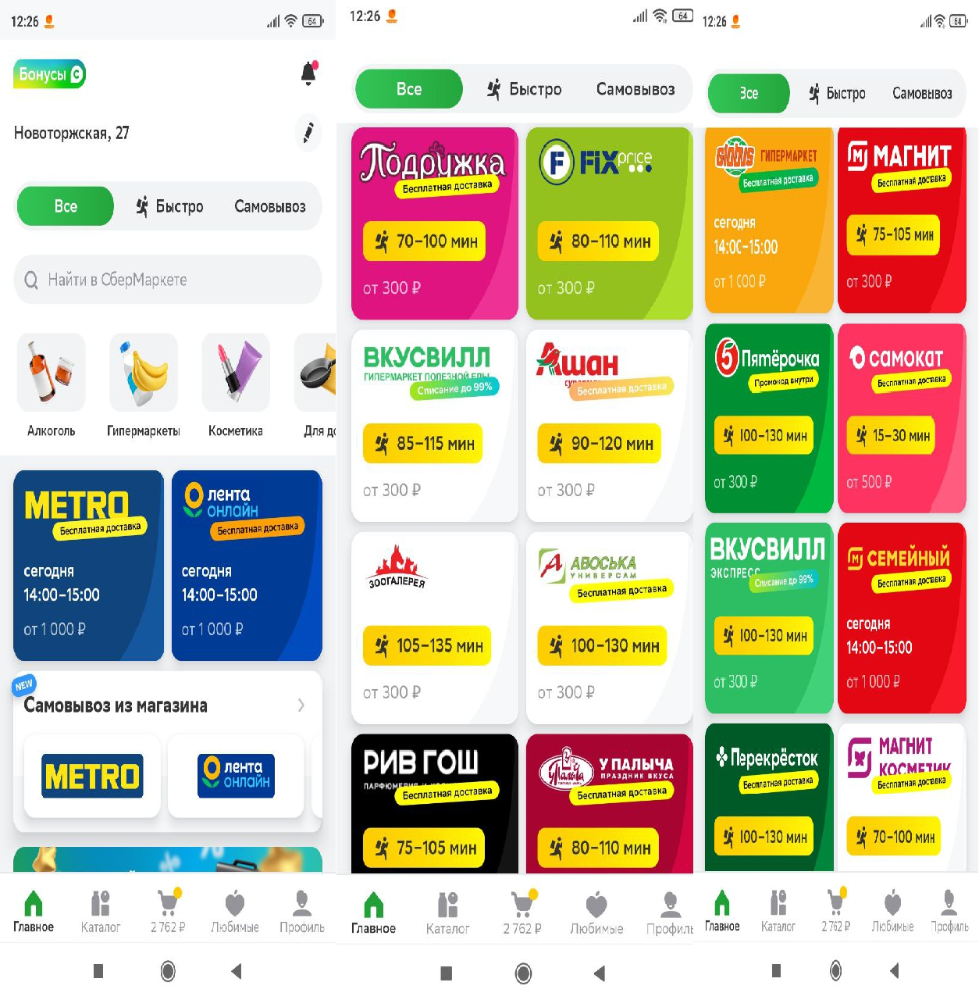 12:26
64
Бонусы
Новоторжская, 27
Все
Быстро
Самовывоз
Найти в СберМаркете
Алкоголь
Гипермаркеты
Косметика
Для до
METRO
Бесплатная доставка
сегодня
14:00–15:00
от 1 000 ₽
лента
онлайн
Бесплатная доставка
сегодня
14:00–15:00
от 1 000 ₽
NEW
Самовывоз из магазина
METRO
лента
онлайн
%
Главное
Каталог
2 762 ₽
Любимые
Профиль
12:26
64
Все
Быстро
Самовывоз
Подружка
Бесплатная доставка
70–100 мин
от 300 ₽
F FIX price
80–110 мин
от 300 ₽
ВКУСВИЛЛ
ГИПЕРМАРКЕТ ПОЛЕЗНОЙ ЕДЫ
Списание до 99%
85–115 мин
от 300 ₽
Ашан
Бесплатная доставка
90–120 мин
от 300 ₽
ЗООГАЛЕРЕЯ
105–135 мин
от 300 ₽
А АВОСЬКА
УНИВЕРСАМ
Бесплатная доставка
100–130 мин
от 300 ₽
РИВ ГОШ
Бесплатная доставка
75–105 мин
У Палыча
У ПАЛЫЧА
ПРАЗДНИК ВКУСА
Бесплатная доставка
80–110 мин
Главное
Каталог
2 762 ₽
Любимые
Профиль
12:26
64
Все
Быстро
Самовывоз
GLOBUS ГИПЕРМАРКЕТ
Бесплатная доставка
сегодня
14:00–15:00
от 1 000 ₽
М МАГНИТ
Бесплатная доставка
75–105 мин
от 300 ₽
5 Пятёрочка
Промокод внутри
100–130 мин
от 300 ₽
самокат
Бесплатная доставка
15–30 мин
от 500 ₽
ВКУСВИЛЛ
ЭКСПРЕСС
Списание до 99%
100–130 мин
от 300 ₽
М СЕМЕЙНЫЙ
Бесплатная доставка
сегодня
14:00–15:00
от 1 000 ₽
Перекрёсток
Бесплатная доставка
100–130 мин
МАГНИТ
КОСМЕТИК
Бесплатная доставка
70–100 мин
Главное
Каталог
2 762 ₽
Любимые
Профиль